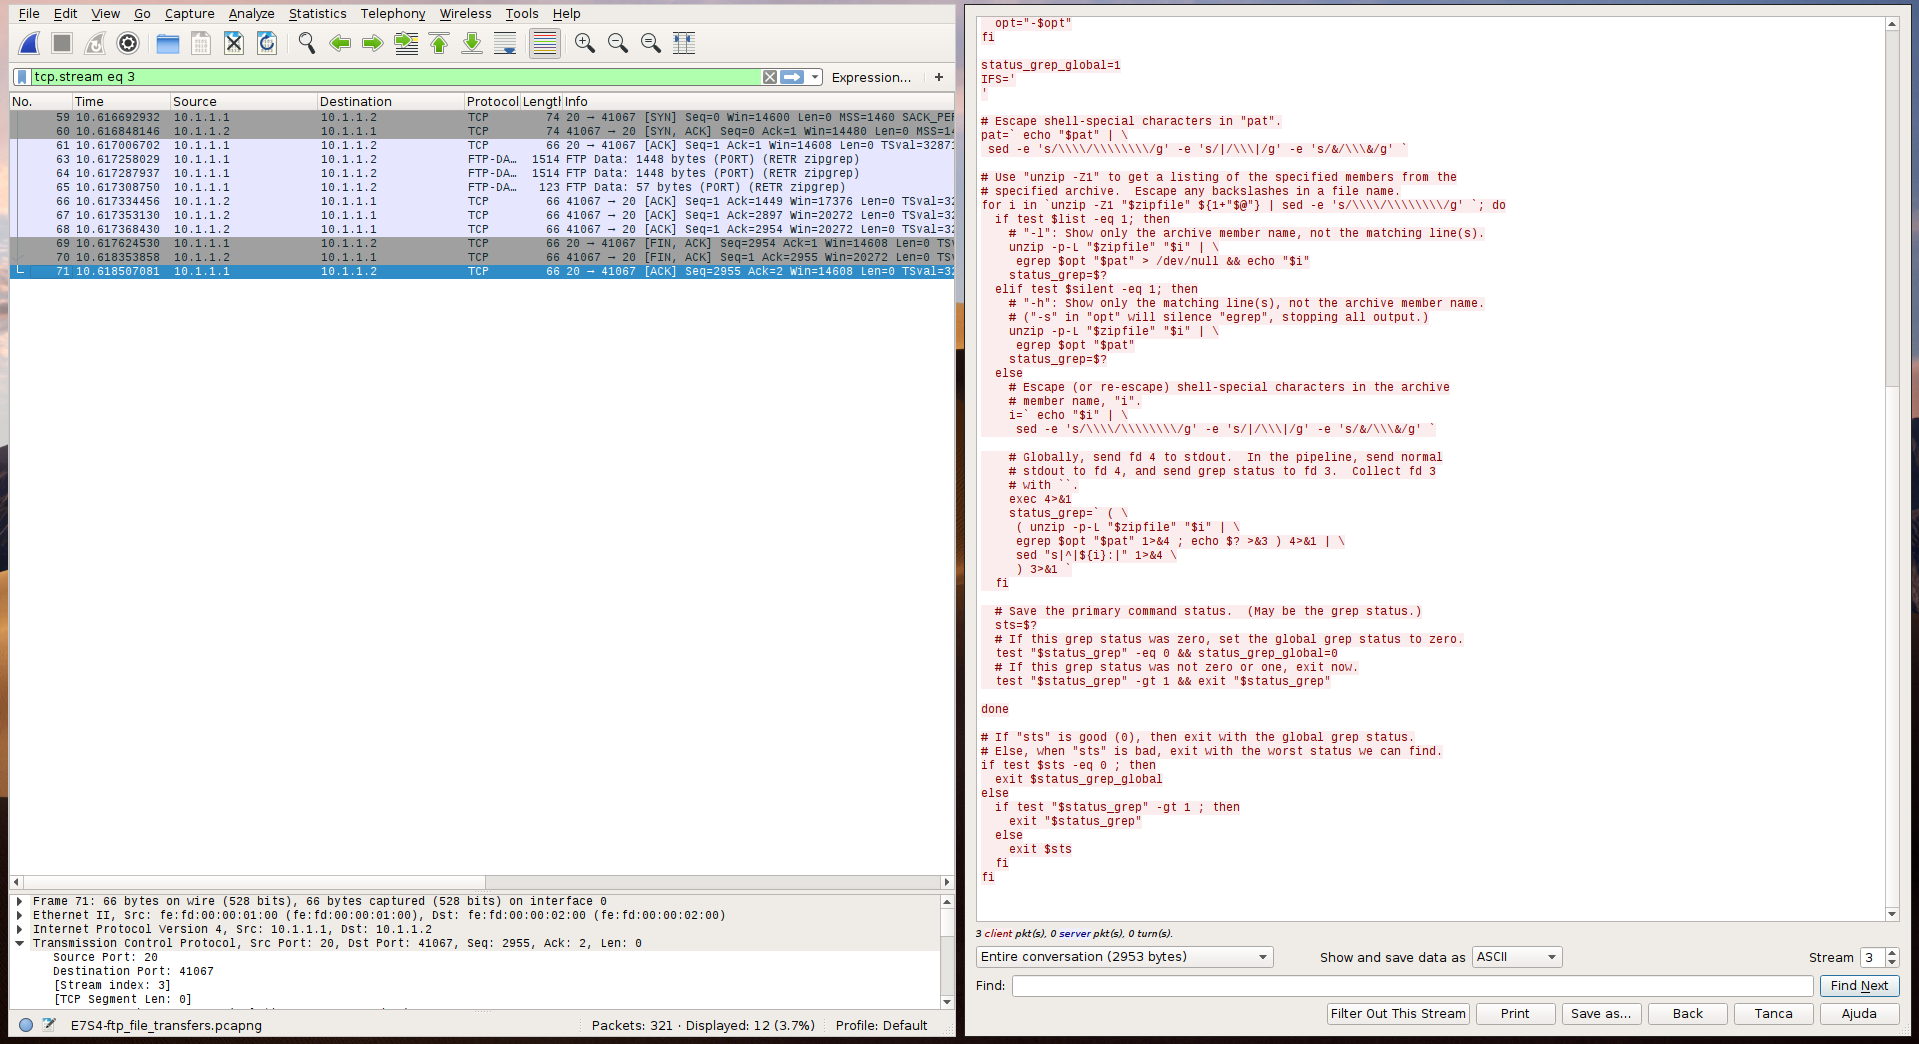 File Edit View Go Capture Analyze Statistics Telephony Wireless Tools Help
tcp.stream eq 3
Expression... +
No. Time Source Destination Protocol Length Info
59 10.616692932 10.1.1.1 10.1.1.2 TCP 74 20 → 41067 [SYN] Seq=0 Win=14600 Len=0 MSS=1460 SACK_PE
60 10.616848146 10.1.1.2 10.1.1.1 TCP 74 41067 → 20 [SYN, ACK] Seq=0 Ack=1 Win=14480 Len=0 MSS=1
61 10.617006702 10.1.1.1 10.1.1.2 TCP 66 20 → 41067 [ACK] Seq=1 Ack=1 Win=14608 Len=0 TSval=3287
63 10.617258029 10.1.1.1 10.1.1.2 FTP-DA… 1514 FTP Data: 1448 bytes (PORT) (RETR zipgrep)
64 10.617287937 10.1.1.1 10.1.1.2 FTP-DA… 1514 FTP Data: 1448 bytes (PORT) (RETR zipgrep)
65 10.617308750 10.1.1.1 10.1.1.2 FTP-DA… 123 FTP Data: 57 bytes (PORT) (RETR zipgrep)
66 10.617334456 10.1.1.2 10.1.1.1 TCP 66 41067 → 20 [ACK] Seq=1 Ack=1449 Win=17376 Len=0 TSval=32
67 10.617353130 10.1.1.2 10.1.1.1 TCP 66 41067 → 20 [ACK] Seq=1 Ack=2897 Win=20272 Len=0 TSval=32
68 10.617368430 10.1.1.2 10.1.1.1 TCP 66 41067 → 20 [ACK] Seq=1 Ack=2954 Win=20272 Len=0 TSval=32
69 10.617624530 10.1.1.1 10.1.1.2 TCP 66 20 → 41067 [FIN, ACK] Seq=2954 Ack=1 Win=14608 Len=0 TS
70 10.618353858 10.1.1.2 10.1.1.1 TCP 66 41067 → 20 [FIN, ACK] Seq=1 Ack=2955 Win=20272 Len=0 TS
71 10.618507081 10.1.1.1 10.1.1.2 TCP 66 20 → 41067 [ACK] Seq=2955 Ack=2 Win=14608 Len=0 TSval=32
Frame 71: 66 bytes on wire (528 bits), 66 bytes captured (528 bits) on interface 0
Ethernet II, Src: fe:fd:00:00:01:00 (fe:fd:00:00:01:00), Dst: fe:fd:00:00:02:00 (fe:fd:00:00:02:00)
Internet Protocol Version 4, Src: 10.1.1.1, Dst: 10.1.1.2
Transmission Control Protocol, Src Port: 20, Dst Port: 41067, Seq: 2955, Ack: 2, Len: 0
Source Port: 20
Destination Port: 41067
[Stream index: 3]
[TCP Segment Len: 0]
E7S4-ftp_file_transfers.pcapng
Packets: 321 · Displayed: 12 (3.7%)
Profile: Default
opt="-$opt"
fi
status_grep_global=1
IFS='
'
# Escape shell-special characters in "pat".
pat=` echo "$pat" | \
sed -e 's/\\\\/\\\\\\\\/g' -e 's/|/\\\|/g' -e 's/&/\\\&/g' `
# Use "unzip -Z1" to get a listing of the specified members from the
# specified archive.  Escape any backslashes in a file name.
for i in `unzip -Z1 "$zipfile" ${1+"$@"} | sed -e 's/\\\\/\\\\\\\\/g' `; do
if test $list -eq 1; then
# "-l": Show only the archive member name, not the matching line(s).
unzip -p-L "$zipfile" "$i" | \
egrep $opt "$pat" > /dev/null && echo "$i"
status_grep=$?
elif test $silent -eq 1; then
# "-h": Show only the matching line(s), not the archive member name.
# ("-s" in "opt" will silence "egrep", stopping all output.)
unzip -p-L "$zipfile" "$i" | \
egrep $opt "$pat"
status_grep=$?
else
# Escape (or re-escape) shell-special characters in the archive
# member name, "i".
i=` echo "$i" | \
sed -e 's/\\\\/\\\\\\\\/g' -e 's/|/\\\|/g' -e 's/&/\\\&/g' `
# Globally, send fd 4 to stdout.  In the pipeline, send normal
# stdout to fd 4, and send grep status to fd 3.  Collect fd 3
# with ``.
exec 4>&1
status_grep=` ( \
( unzip -p-L "$zipfile" "$i" | \
egrep $opt "$pat" 1>&4 ; echo $? >&3 ) 4>&1 | \
sed "s|^|${i}:|" 1>&4 \
) 3>&1 `
fi
# Save the primary command status.  (May be the grep status.)
sts=$?
# If this grep status was zero, set the global grep status to zero.
test "$status_grep" -eq 0 && status_grep_global=0
# If this grep status was not zero or one, exit now.
test "$status_grep" -gt 1 && exit "$status_grep"
done
# If "sts" is good (0), then exit with the global grep status.
# Else, when "sts" is bad, exit with the worst status we can find.
if test $sts -eq 0 ; then
exit $status_grep_global
else
if test "$status_grep" -gt 1 ; then
exit "$status_grep"
else
exit $sts
fi
fi
3 client pkt(s), 0 server pkt(s), 0 turn(s).
Entire conversation (2953 bytes)
Show and save data as ASCII
Stream 3
Find:
Find Next
Filter Out This Stream
Print
Save as...
Back
Tanca
Ajuda